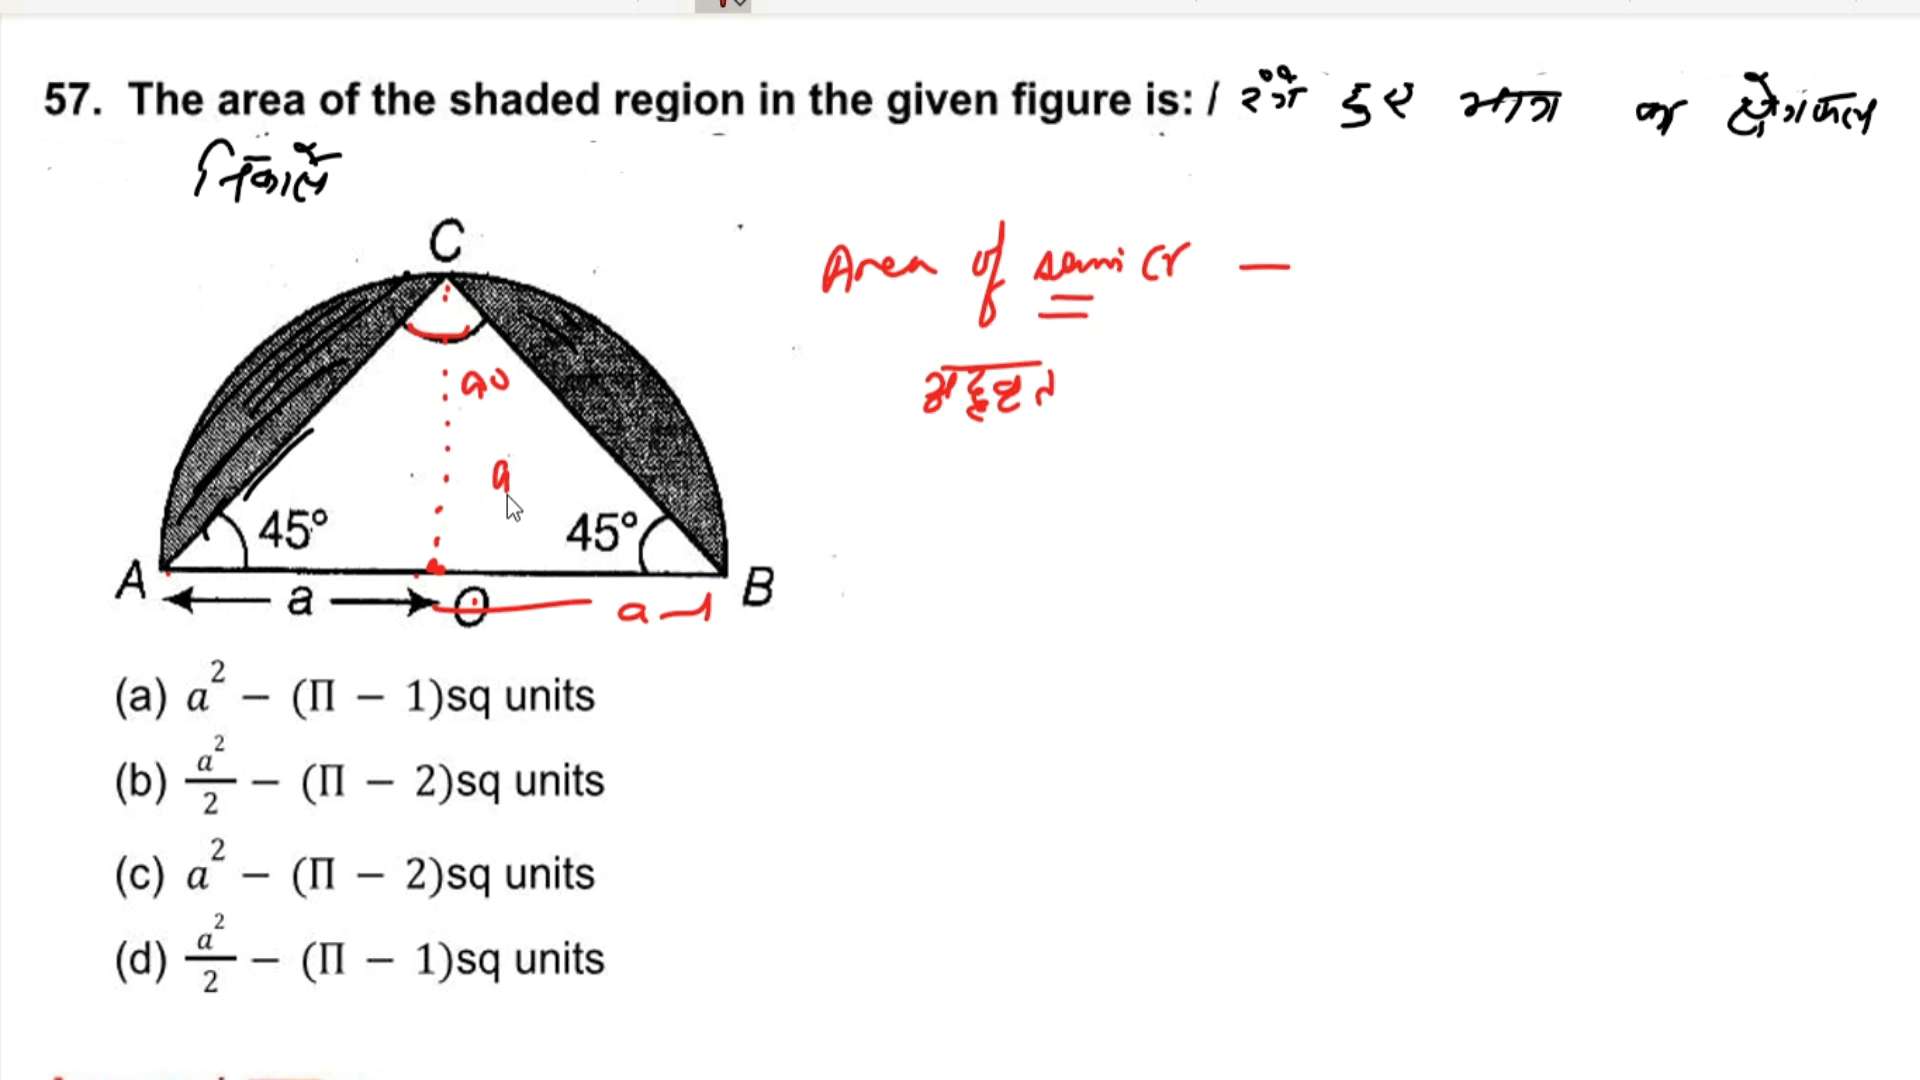 57. The area of the shaded region in the given figure is: / रंगे हुए भाग का क्षेत्रफल
निकालें
C
Area of semi cr —
अर्द्धवृत्त
90
a
45° 45°
A B
a O a
(a) a² − (Π − 1)sq units
(b) a²/2 − (Π − 2)sq units
(c) a² − (Π − 2)sq units
(d) a²/2 − (Π − 1)sq units